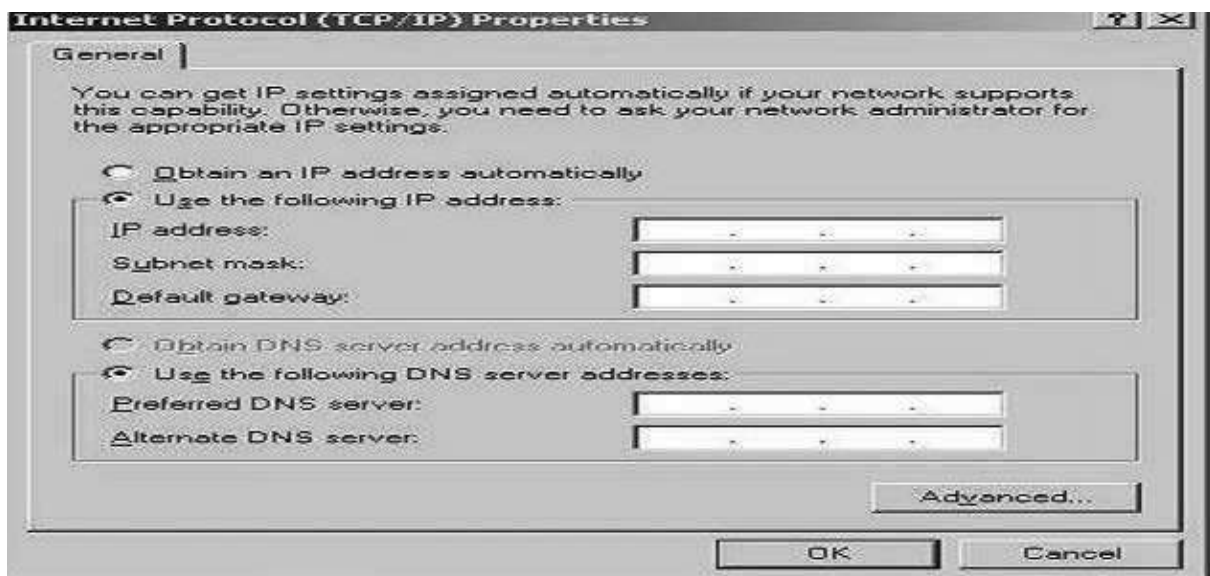 Internet Protocol (TCP/IP) Properties
General
You can get IP settings assigned automatically if your network supports
this capability. Otherwise, you need to ask your network administrator for
the appropriate IP settings.
Obtain an IP address automatically
Use the following IP address:
IP address:
Subnet mask:
Default gateway:
Obtain DNS server address automatically
Use the following DNS server addresses:
Preferred DNS server:
Alternate DNS server:
Advanced...
OK Cancel